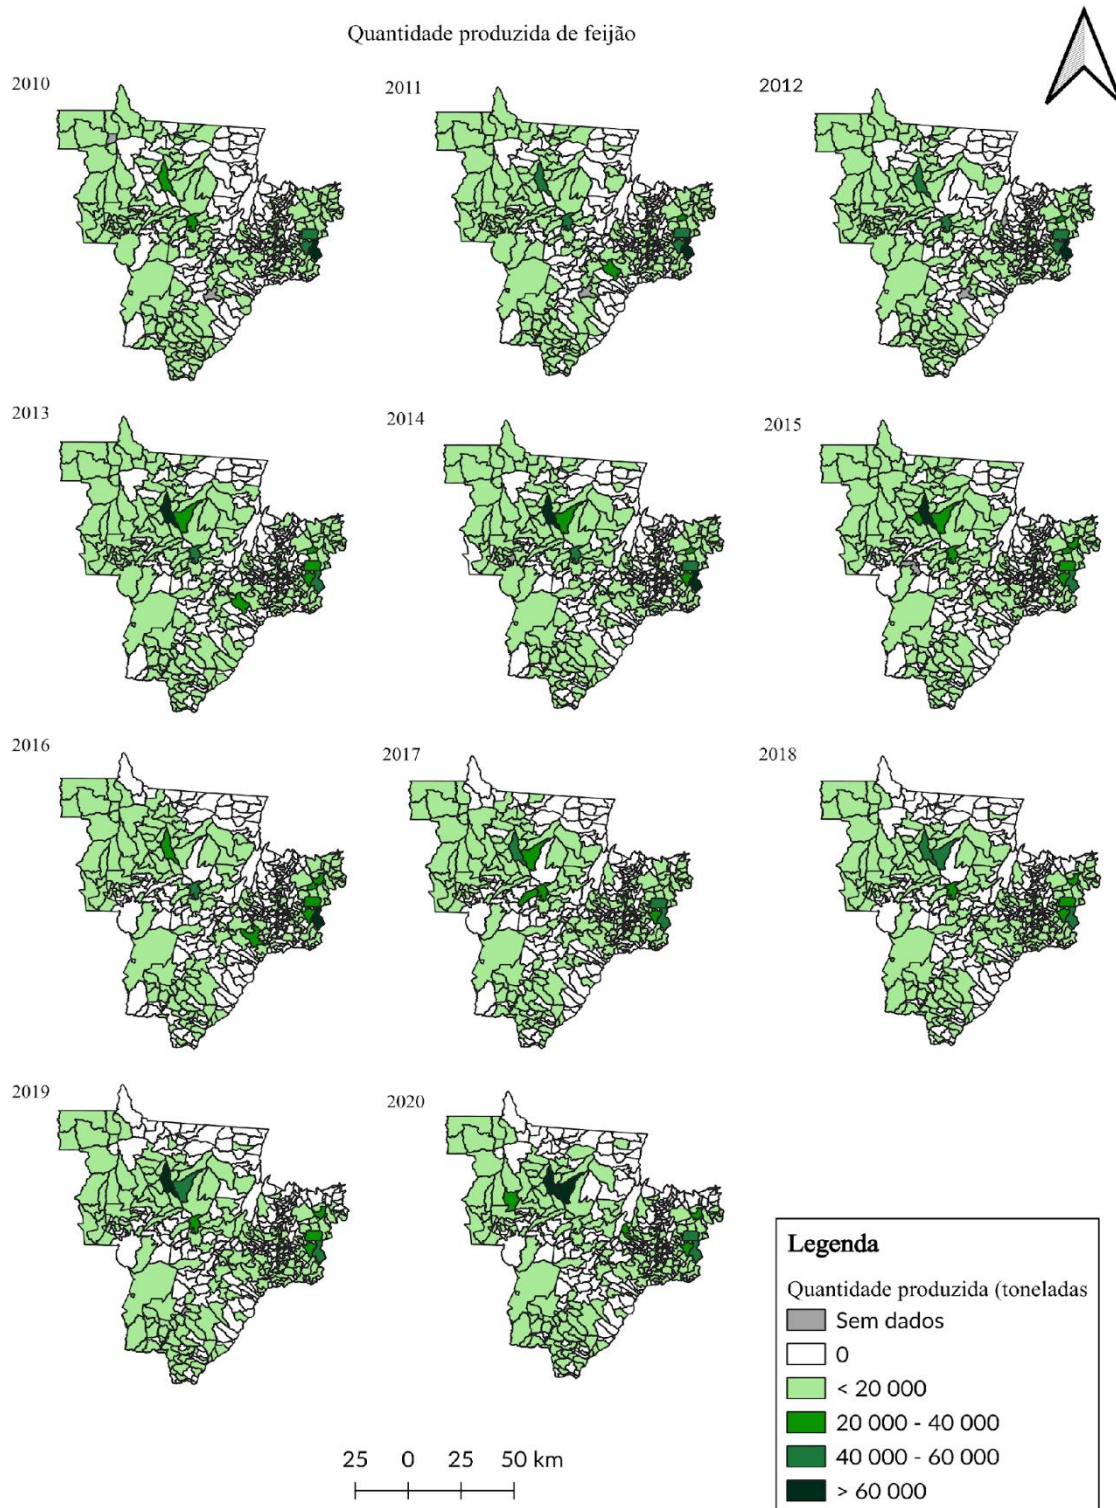 Quantidade produzida de feijão
2010
2011
2012
2013
2014
2015
2016
2017
2018
2019
2020
25 0 25 50 km
Legenda
Quantidade produzida (toneladas
Sem dados
0
< 20 000
20 000 - 40 000
40 000 - 60 000
> 60 000